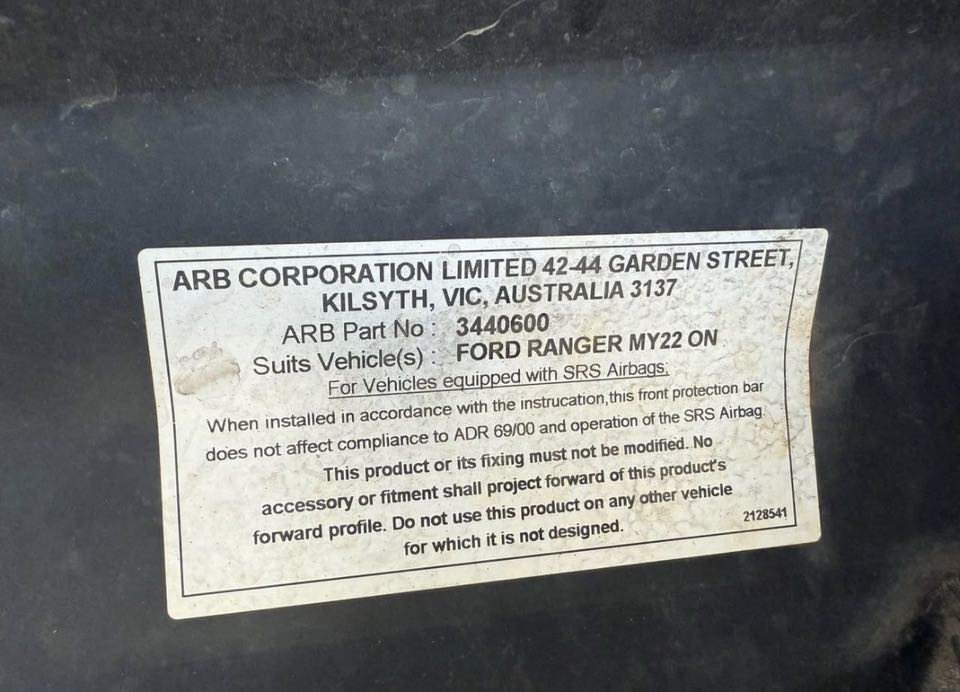 ARB CORPORATION LIMITED 42-44 GARDEN STREET,
KILSYTH, VIC, AUSTRALIA 3137
ARB Part No : 3440600
Suits Vehicle(s) : FORD RANGER MY22 ON
For Vehicles equipped with SRS Airbags:
When installed in accordance with the instrucation,this front protection bar
does not affect compliance to ADR 69/00 and operation of the SRS Airbag.
This product or its fixing must not be modified. No
accessory or fitment shall project forward of this product's
forward profile. Do not use this product on any other vehicle
for which it is not designed.
2128541